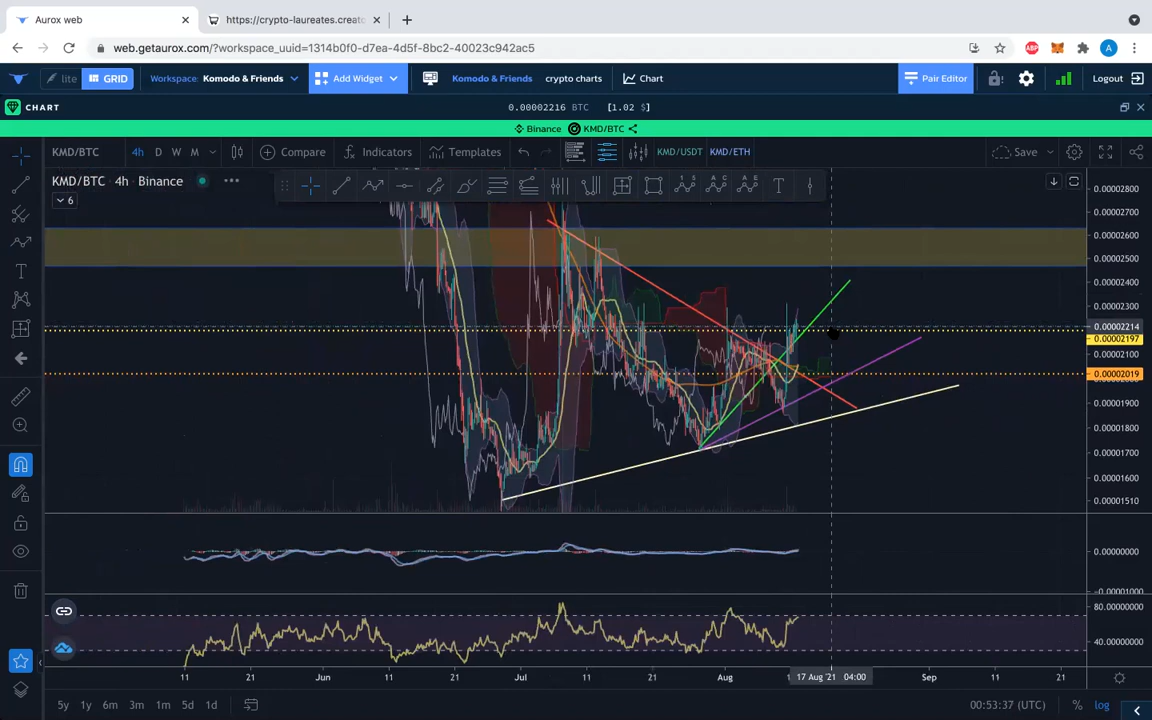 Aurox web
https://crypto-laureates.creato
web.getaurox.com/?workspace_uuid=1314b0f0-d7ea-4d5f-8bc2-40023c942ac5
ABP
A
lite
GRID
Workspace: Komodo & Friends
Add Widget
Komodo & Friends
crypto charts
Chart
Pair Editor
Logout
CHART
0.00002216 BTC [1.02 $]
Binance KMD/BTC
KMD/BTC
4h D W M
Compare
Indicators
Templates
KMD/USDT
KMD/ETH
Save
KMD/BTC · 4h · Binance
6
0.00002800
0.00002700
0.00002600
0.00002500
0.00002400
0.00002300
0.00002214
0.00002197
0.00002100
0.00002019
0.00001900
0.00001800
0.00001700
0.00001600
0.00001510
0.00000000
-0.00001000
80.00000000
40.00000000
11 21 Jun 11 21 Jul 11 21 Aug 17 Aug '21 04:00 Sep 11 21
5y 1y 6m 3m 1m 5d 1d
00:53:37 (UTC) % log